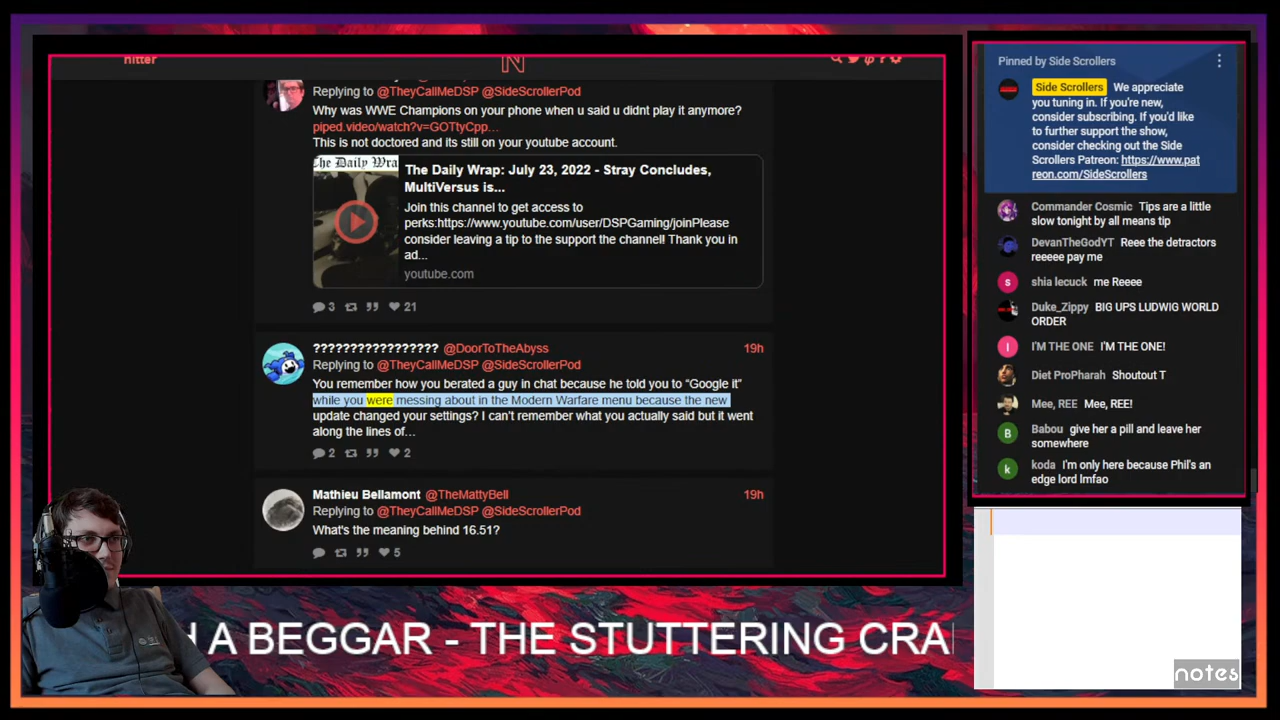 nitter
N
Replying to @TheyCallMeDSP @SideScrollerPod
Why was WWE Champions on your phone when u said u didnt play it anymore?
piped.video/watch?v=GOTtyCpp...
This is not doctored and its still on your youtube account.
The Daily Wrap: July 23, 2022 - Stray Concludes,
MultiVersus is...
Join this channel to get access to
perks:https://www.youtube.com/user/DSPGaming/joinPlease
consider leaving a tip to the support the channel! Thank you in
ad...
youtube.com
3 21
????????????????? @DoorToTheAbyss 19h
Replying to @TheyCallMeDSP @SideScrollerPod
You remember how you berated a guy in chat because he told you to “Google it”
while you were messing about in the Modern Warfare menu because the new
update changed your settings? I can't remember what you actually said but it went
along the lines of...
2 2
Mathieu Bellamont @TheMattyBell 19h
Replying to @TheyCallMeDSP @SideScrollerPod
What's the meaning behind 16.51?
5
Pinned by Side Scrollers
Side Scrollers We appreciate
you tuning in. If you're new,
consider subscribing. If you'd like
to further support the show,
consider checking out the Side
Scrollers Patreon: https://www.pat
reon.com/SideScrollers
Commander Cosmic Tips are a little
slow tonight by all means tip
DevanTheGodYT Reee the detractors
reeeee pay me
shia lecuck me Reeee
Duke_Zippy BIG UPS LUDWIG WORLD
ORDER
I'M THE ONE I'M THE ONE!
Diet ProPharah Shoutout T
Mee, REE Mee, REE!
Babou give her a pill and leave her
somewhere
koda I'm only here because Phil's an
edge lord lmfao
A BEGGAR - THE STUTTERING CRA
notes